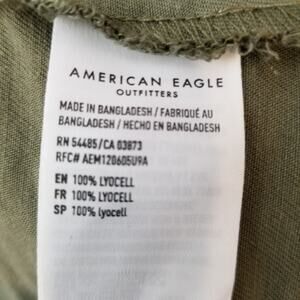 AMERICAN EAGLE
OUTFITTERS
MADE IN BANGLADESH / FABRIQUÉ AU
BANGLADESH / HECHO EN BANGLADESH
RN 54485/CA 03873
RFC# AEM120605U9A
EN 100% LYOCELL
FR 100% LYOCELL
SP 100% lyocell